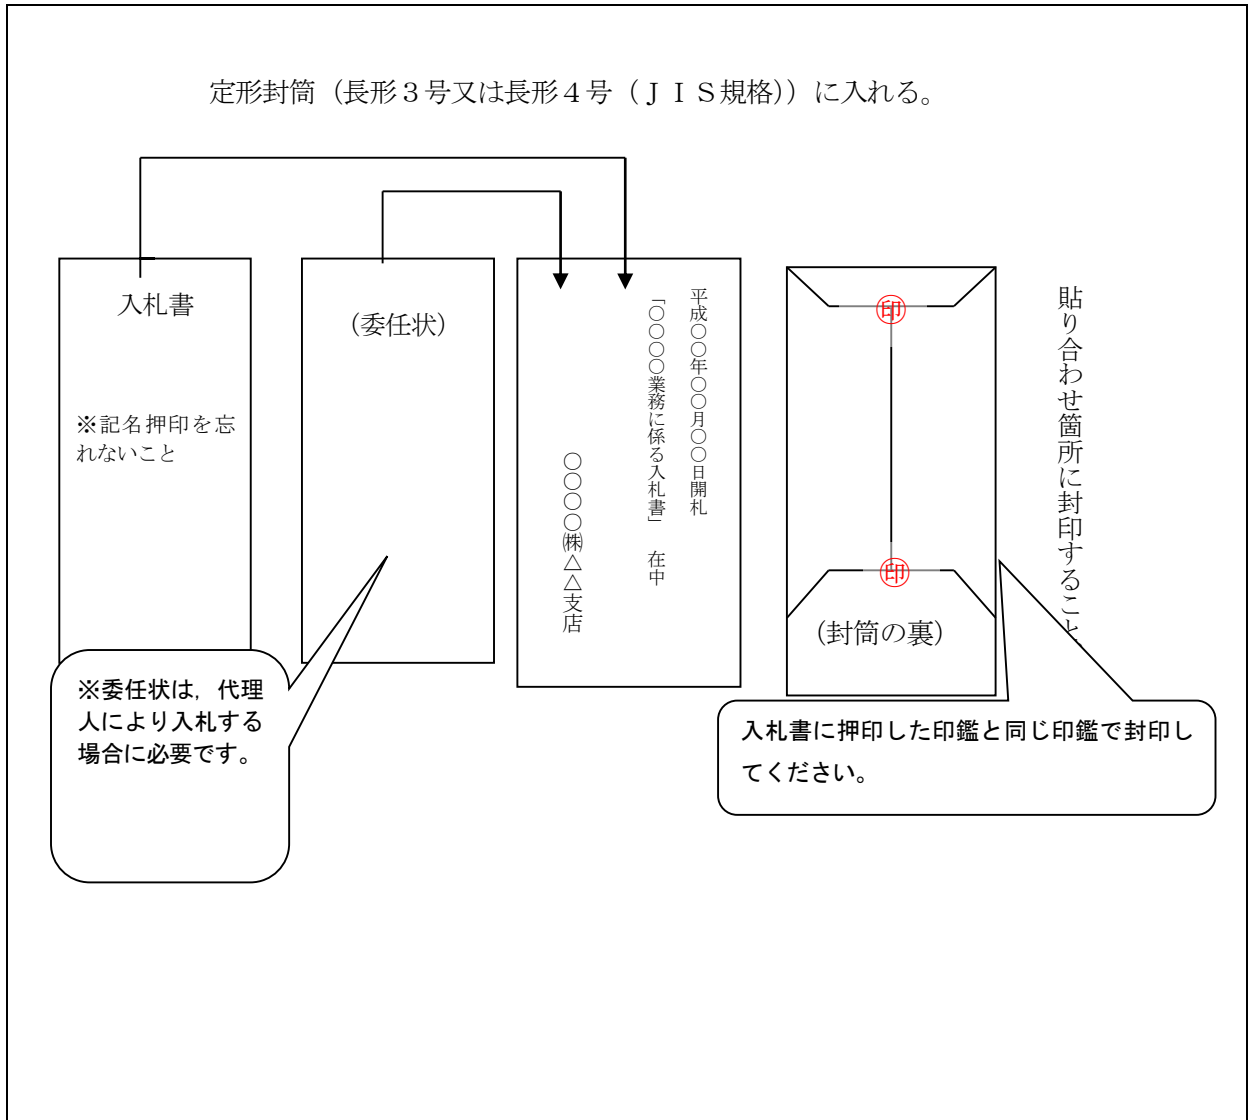 定形封筒（長形３号又は長形４号（ＪＩＳ規格））に入れる。
入札書
※記名押印を忘
れないこと
（委任状）
平成〇〇年〇〇月〇〇日開札
「〇〇〇〇業務に係る入札書」　在中
〇〇〇〇㈱△△支店
印
印
（封筒の裏）
貼り合わせ箇所に封印すること
※委任状は，代理
人により入札する
場合に必要です。
入札書に押印した印鑑と同じ印鑑で封印し
てください。